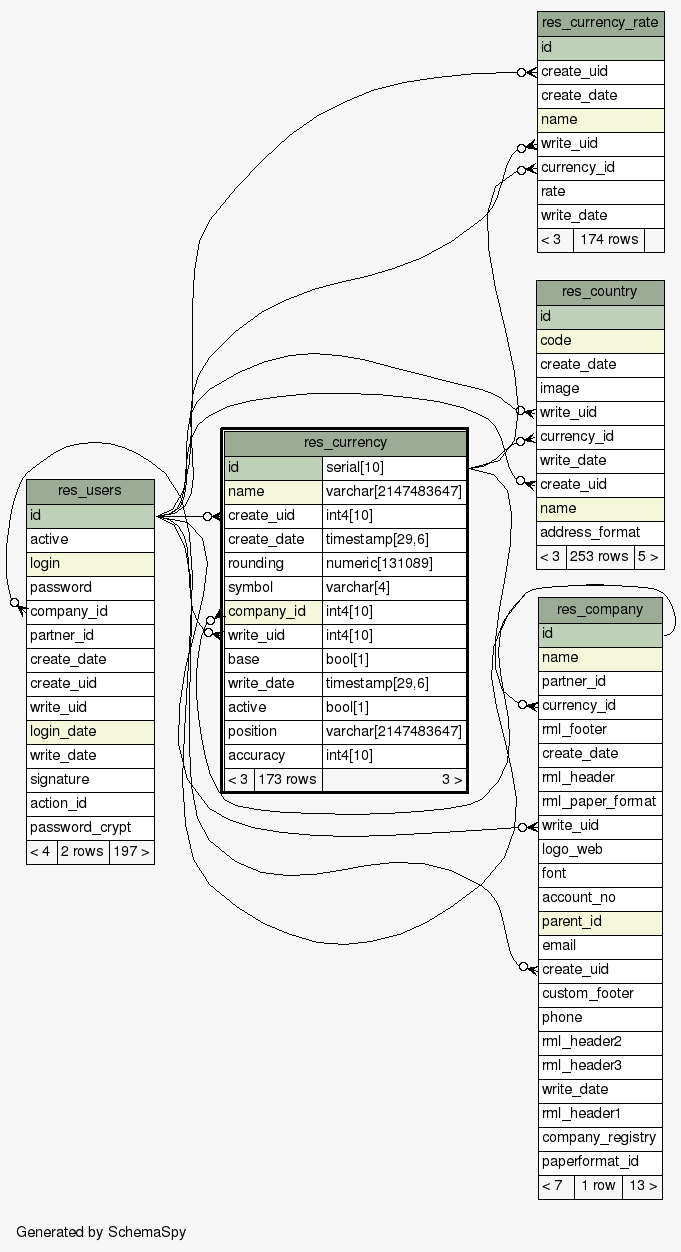 res_currency_rate
id
create_uid
create_date
name
write_uid
currency_id
rate
write_date
< 3 174 rows
res_country
id
code
create_date
image
write_uid
currency_id
write_date
create_uid
name
address_format
< 3 253 rows 5 >
res_currency
id serial[10]
name varchar[2147483647]
create_uid int4[10]
create_date timestamp[29,6]
rounding numeric[131089]
symbol varchar[4]
company_id int4[10]
write_uid int4[10]
base bool[1]
write_date timestamp[29,6]
active bool[1]
position varchar[2147483647]
accuracy int4[10]
< 3 173 rows 3 >
res_users
id
active
login
password
company_id
partner_id
create_date
create_uid
write_uid
login_date
write_date
signature
action_id
password_crypt
< 4 2 rows 197 >
res_company
id
name
partner_id
currency_id
rml_footer
create_date
rml_header
rml_paper_format
write_uid
logo_web
font
account_no
parent_id
email
create_uid
custom_footer
phone
rml_header2
rml_header3
write_date
rml_header1
company_registry
paperformat_id
< 7 1 row 13 >
Generated by SchemaSpy